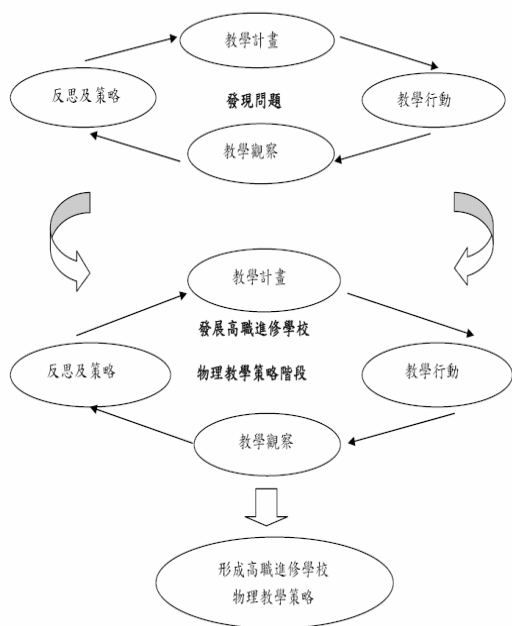 教學計畫
反思及策略
發現問題
教學行動
教學觀察
教學計畫
發展高職進修學校
反思及策略
物理教學策略階段
教學行動
教學觀察
形成高職進修學校
物理教學策略